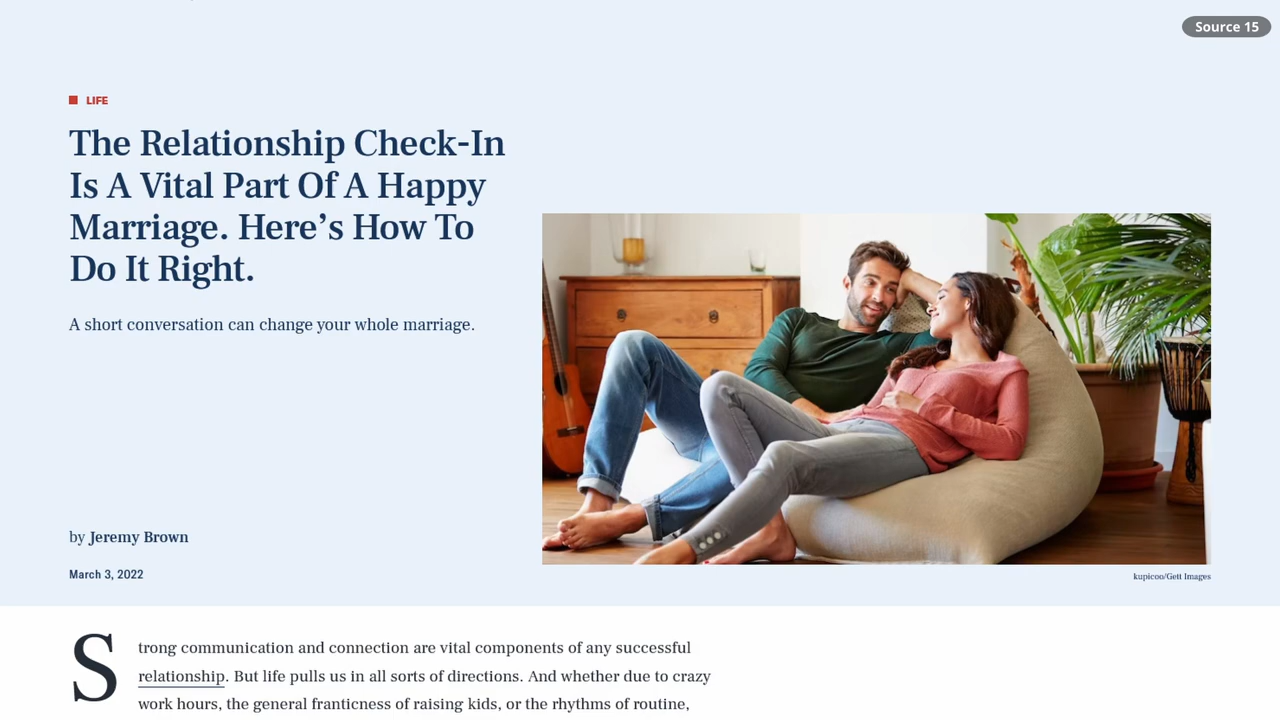 Source 15
LIFE
The Relationship Check-In
Is A Vital Part Of A Happy
Marriage. Here’s How To
Do It Right.
A short conversation can change your whole marriage.
by Jeremy Brown
March 3, 2022
kupicoo/Gett Images
Strong communication and connection are vital components of any successful
relationship. But life pulls us in all sorts of directions. And whether due to crazy
work hours, the general franticness of raising kids, or the rhythms of routine,